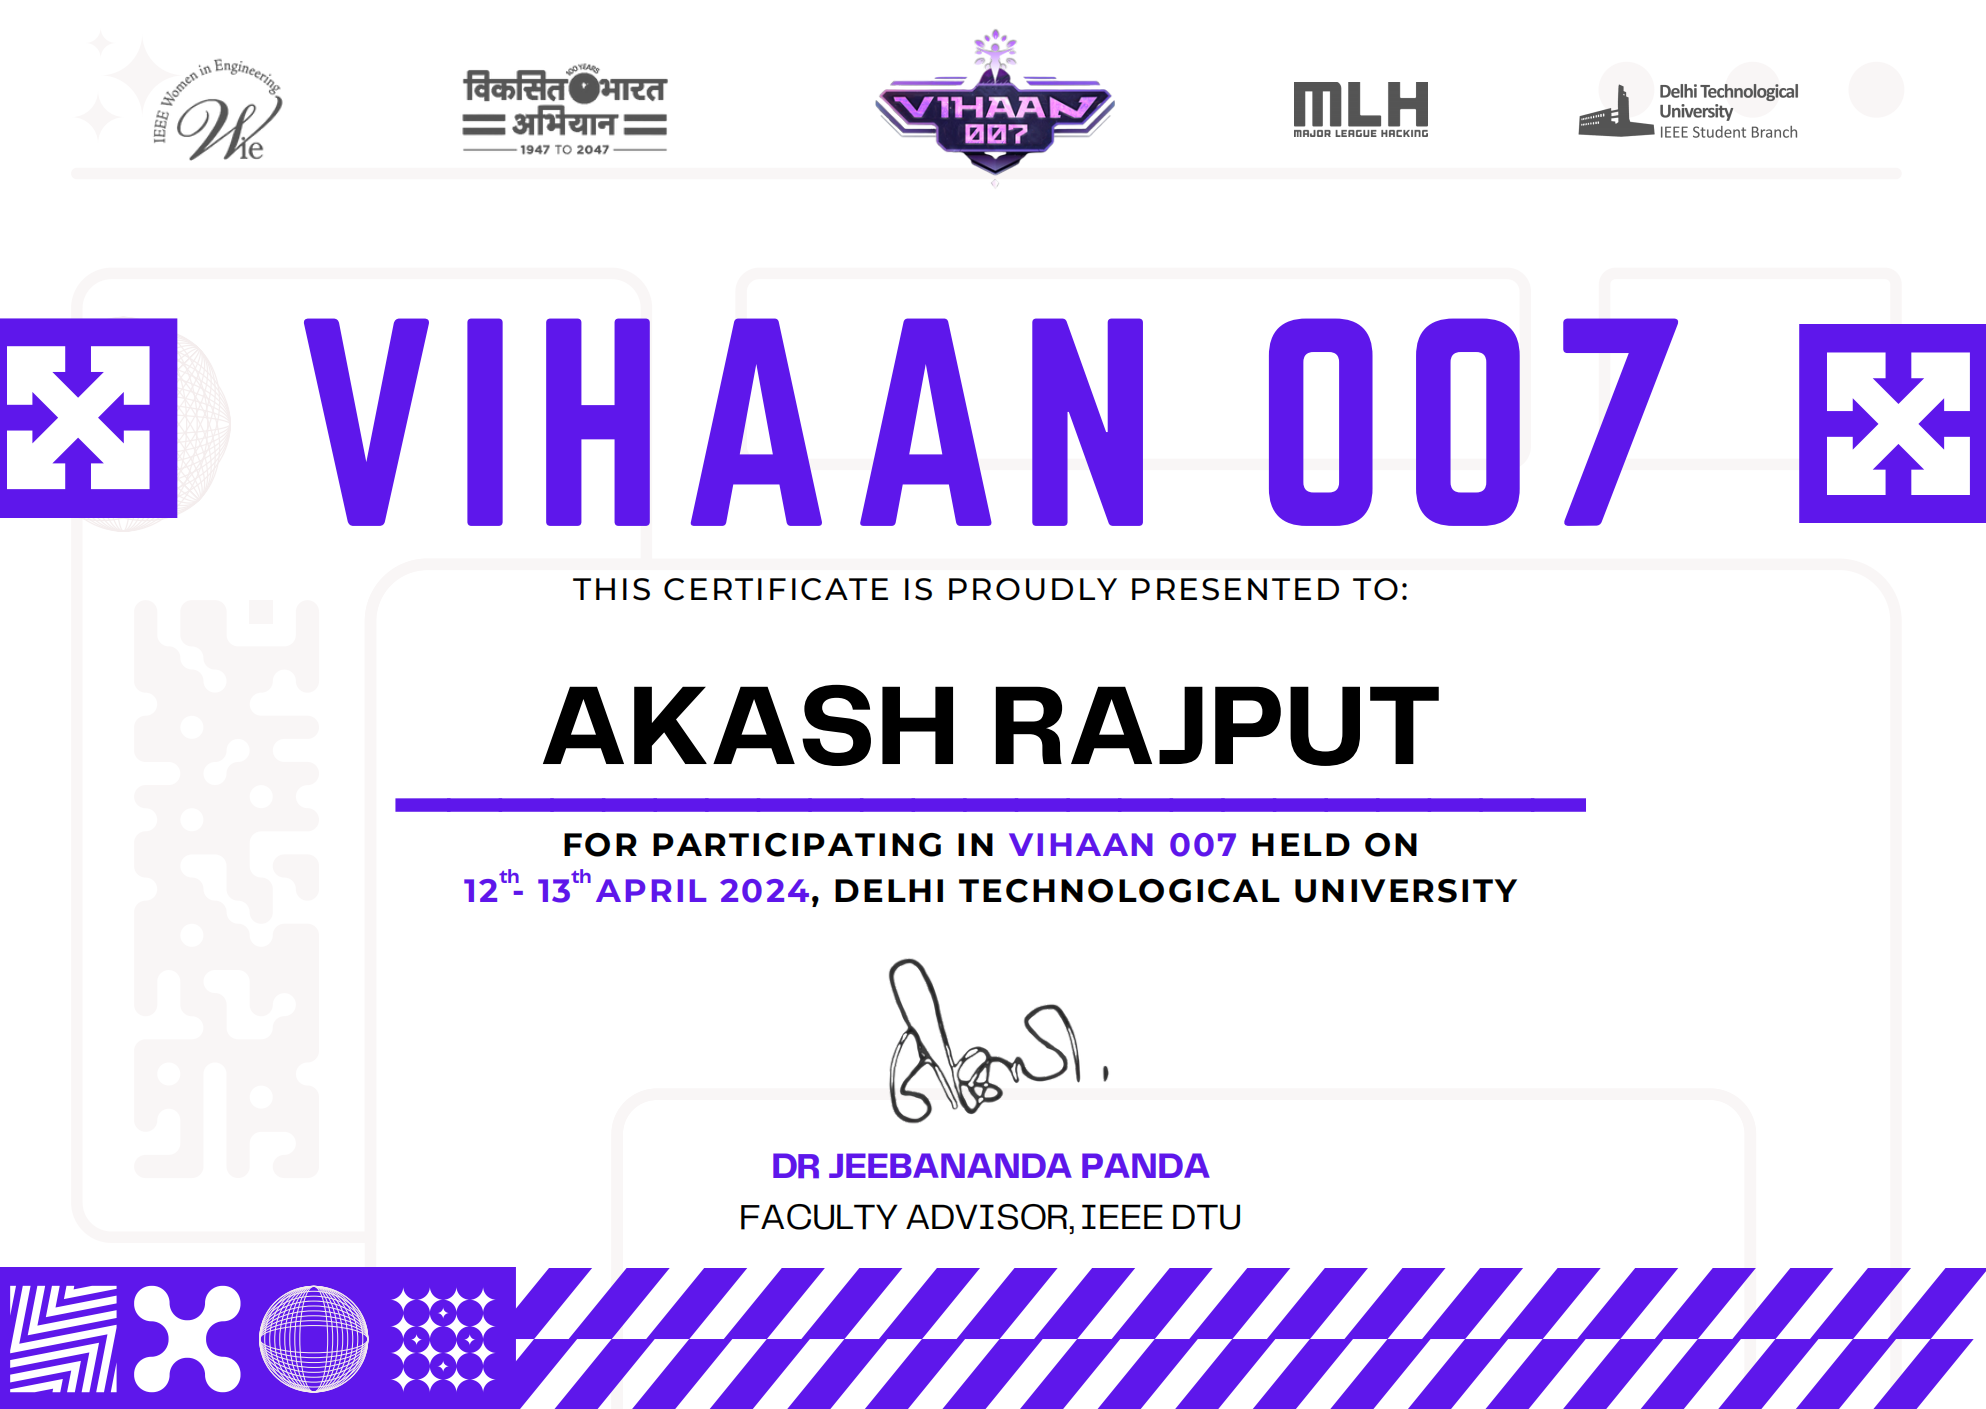 IEEE Women in Engineering
Wie
100 YEARS
विकसित भारत
अभियान
1947 TO 2047
VIHAAN
007
MLH
MAJOR LEAGUE HACKING
Delhi Technological
University
IEEE Student Branch
VIHAAN 007
THIS CERTIFICATE IS PROUDLY PRESENTED TO:
AKASH RAJPUT
FOR PARTICIPATING IN VIHAAN 007 HELD ON
12th- 13th APRIL 2024, DELHI TECHNOLOGICAL UNIVERSITY
DR JEEBANANDA PANDA
FACULTY ADVISOR, IEEE DTU